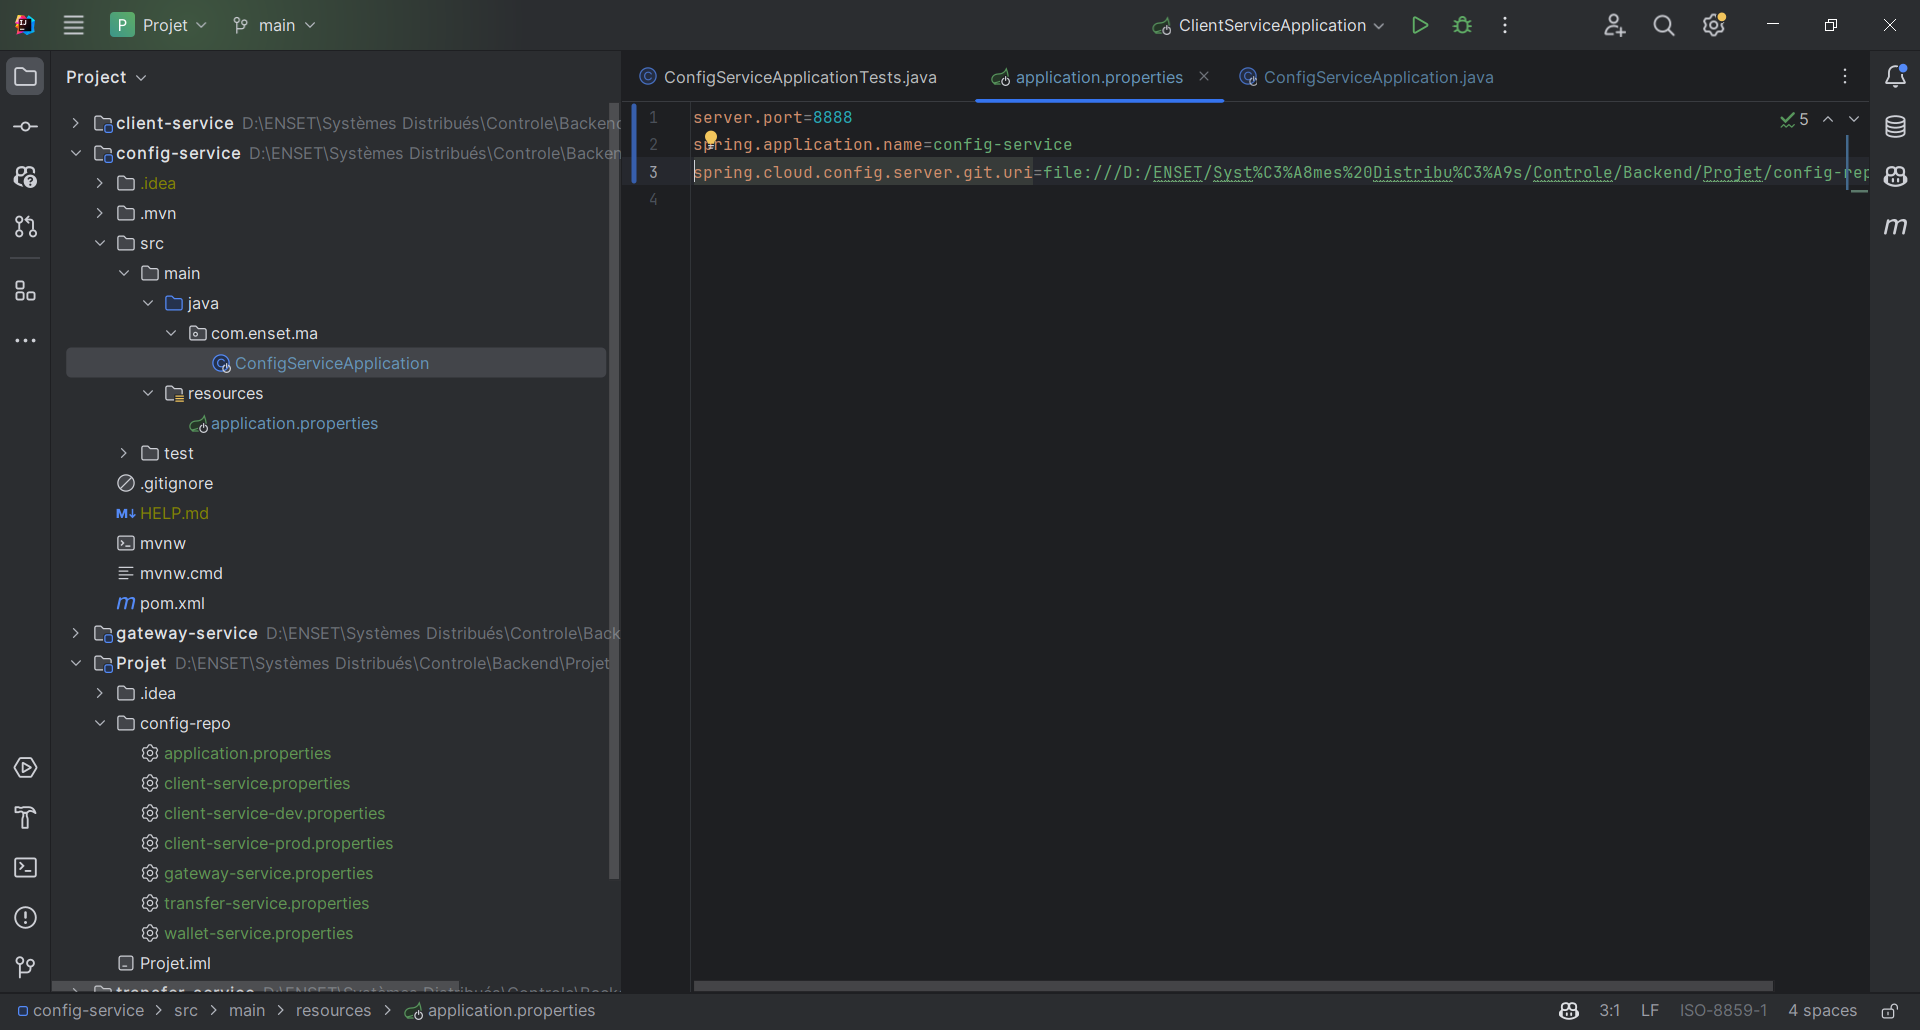 P Projet main ClientServiceApplication
Project
ConfigServiceApplicationTests.java application.properties ConfigServiceApplication.java
client-service D:\ENSET\Systèmes Distribués\Controle\Backend
config-service D:\ENSET\Systèmes Distribués\Controle\Backen
.idea
.mvn
src
main
java
com.enset.ma
ConfigServiceApplication
resources
application.properties
test
.gitignore
M↓ HELP.md
mvnw
mvnw.cmd
m pom.xml
gateway-service D:\ENSET\Systèmes Distribués\Controle\Back
Projet D:\ENSET\Systèmes Distribués\Controle\Backend\Projet
.idea
config-repo
application.properties
client-service.properties
client-service-dev.properties
client-service-prod.properties
gateway-service.properties
transfer-service.properties
wallet-service.properties
Projet.iml
transfer-service D:\ENSET\Systèmes Distribués\Controle\Back
1 server.port=8888
2 spring.application.name=config-service
3 spring.cloud.config.server.git.uri=file:///D:/ENSET/Syst%C3%A8mes%20Distribu%C3%A9s/Controle/Backend/Projet/config-rep
4
5
m
config-service > src > main > resources > application.properties
3:1 LF ISO-8859-1 4 spaces